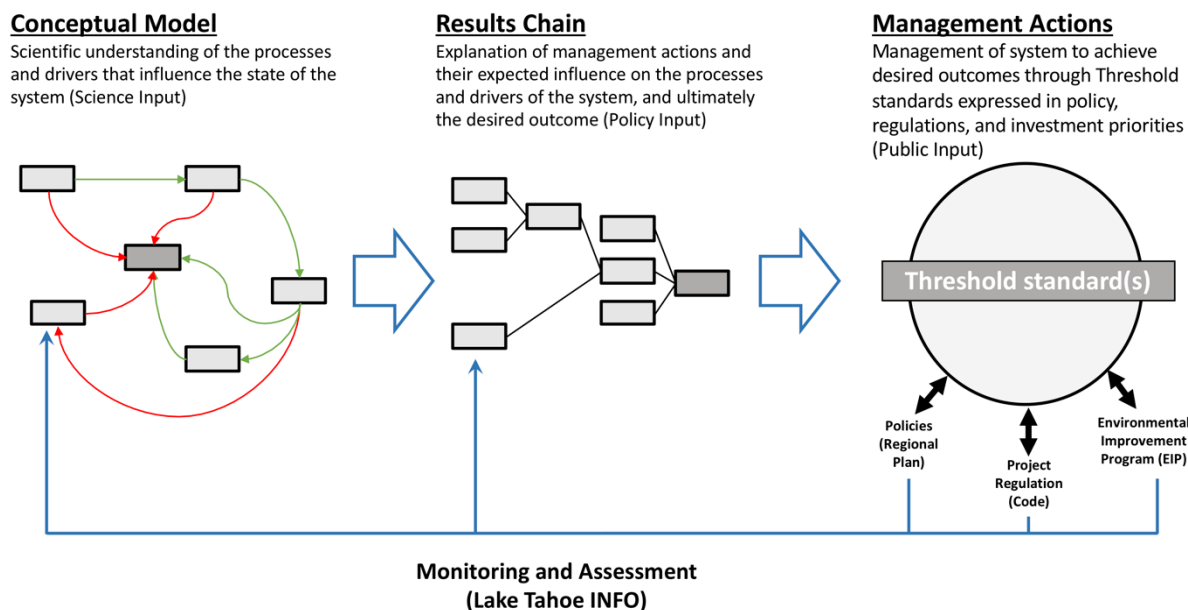 Conceptual Model
Scientific understanding of the processes
and drivers that influence the state of the
system (Science Input)
Results Chain
Explanation of management actions and
their expected influence on the processes
and drivers of the system, and ultimately
the desired outcome (Policy Input)
Management Actions
Management of system to achieve
desired outcomes through Threshold
standards expressed in policy,
regulations, and investment priorities
(Public Input)
Threshold standard(s)
Policies
(Regional
Plan)
Project
Regulation
(Code)
Environmental
Improvement
Program (EIP)
Monitoring and Assessment
(Lake Tahoe INFO)